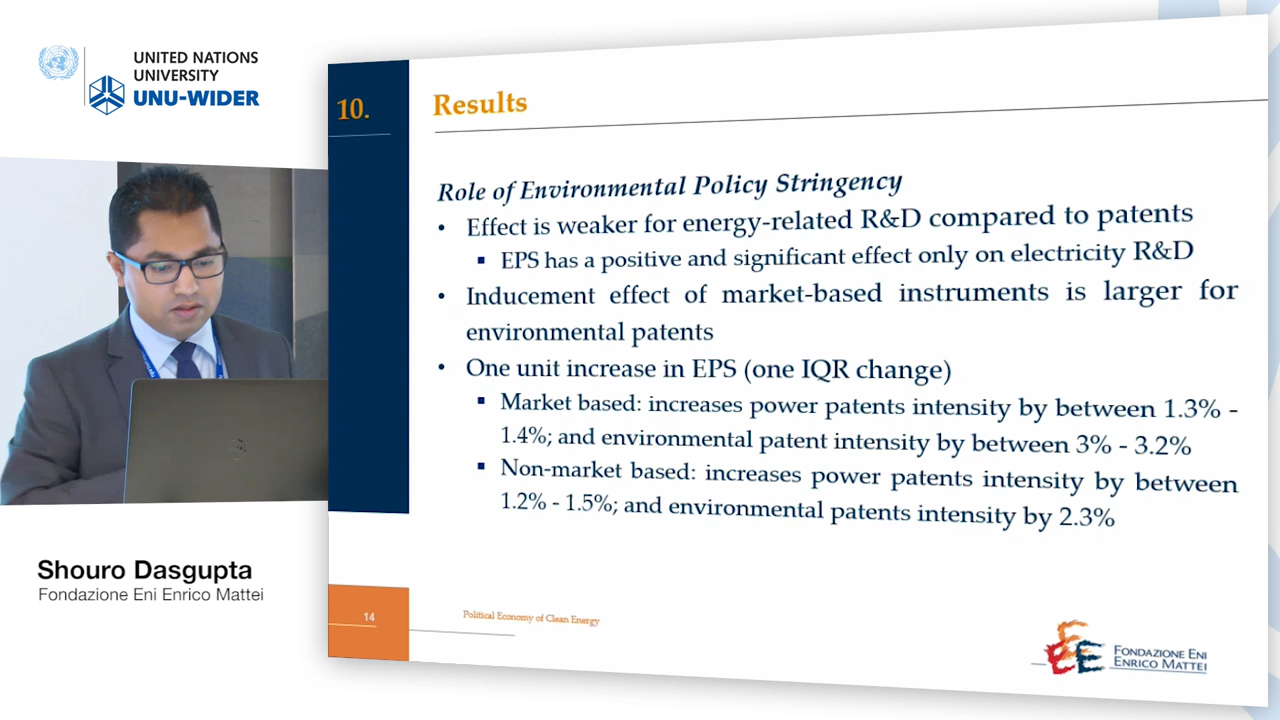 UNITED NATIONS
UNIVERSITY
UNU-WIDER
Shouro Dasgupta
Fondazione Eni Enrico Mattei
10.
Results
Role of Environmental Policy Stringency
• Effect is weaker for energy-related R&D compared to patents
▪ EPS has a positive and significant effect only on electricity R&D
• Inducement effect of market-based instruments is larger for
environmental patents
• One unit increase in EPS (one IQR change)
▪ Market based: increases power patents intensity by between 1.3% -
1.4%; and environmental patent intensity by between 3% - 3.2%
▪ Non-market based: increases power patents intensity by between
1.2% - 1.5%; and environmental patents intensity by 2.3%
14
Political Economy of Clean Energy
FONDAZIONE ENI
ENRICO MATTEI